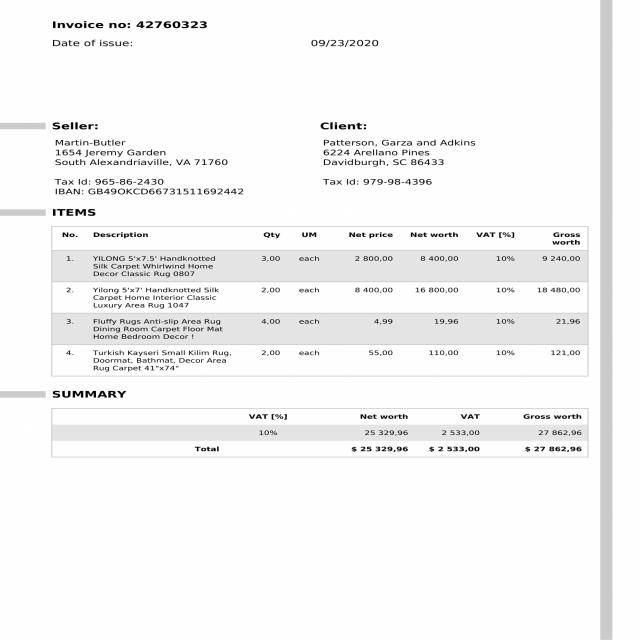 Invoice no: 42760323
Date of issue: 09/23/2020
Seller: Client:
Martin-Butler Patterson, Garza and Adkins
1654 Jeremy Garden 6224 Arellano Pines
South Alexandriaville, VA 71760 Davidburgh, SC 86433
Tax Id: 965-86-2430 Tax Id: 979-98-4396
IBAN: GB49OKCD66731511692442
ITEMS
No. Description Qty UM Net price Net worth VAT [%] Gross
worth
1. YILONG 5'x7.5' Handknotted 3,00 each 2 800,00 8 400,00 10% 9 240,00
Silk Carpet Whirlwind Home
Decor Classic Rug 0807
2. Yilong 5'x7' Handknotted Silk 2,00 each 8 400,00 16 800,00 10% 18 480,00
Carpet Home Interior Classic
Luxury Area Rug 1047
3. Fluffy Rugs Anti-slip Area Rug 4,00 each 4,99 19,96 10% 21,96
Dining Room Carpet Floor Mat
Home Bedroom Decor !
4. Turkish Kayseri Small Kilim Rug, 2,00 each 55,00 110,00 10% 121,00
Doormat, Bathmat, Decor Area
Rug Carpet 41"x74"
SUMMARY
VAT [%] Net worth VAT Gross worth
10% 25 329,96 2 533,00 27 862,96
Total $ 25 329,96 $ 2 533,00 $ 27 862,96